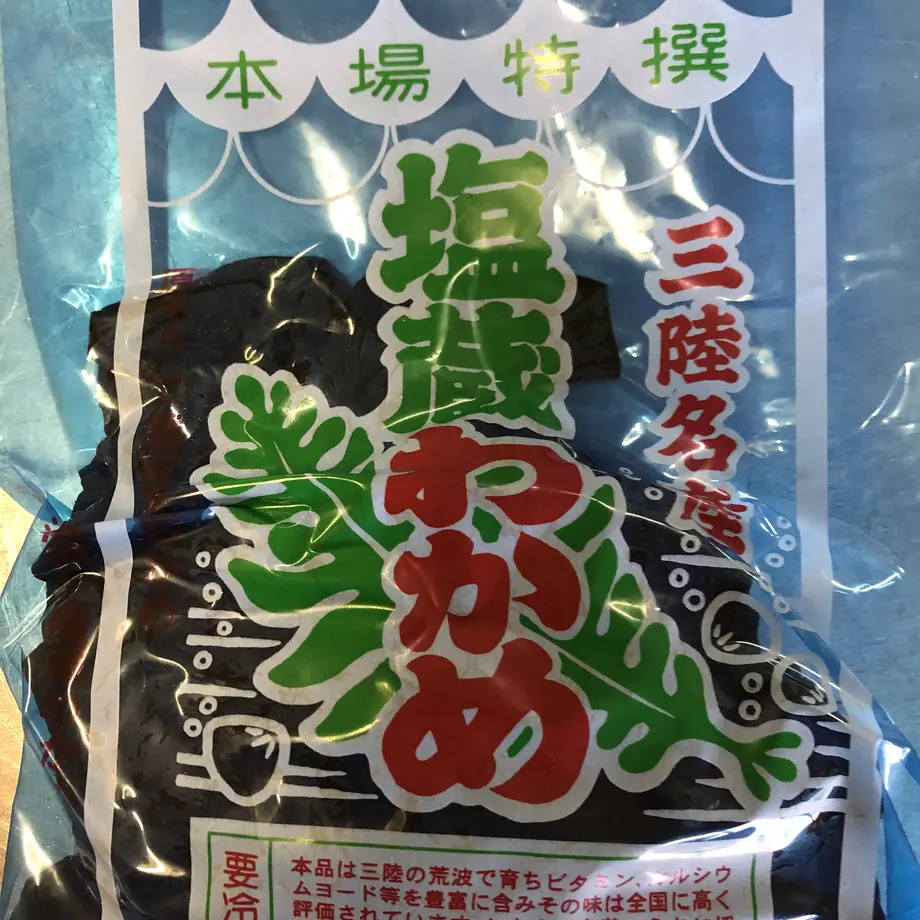 本場特撰
塩蔵わかめ
三陸名産
要冷
本品は三陸の荒波で育ちビタミン、カルシウ
ムヨード等を豊富に含みその味は全国に高く